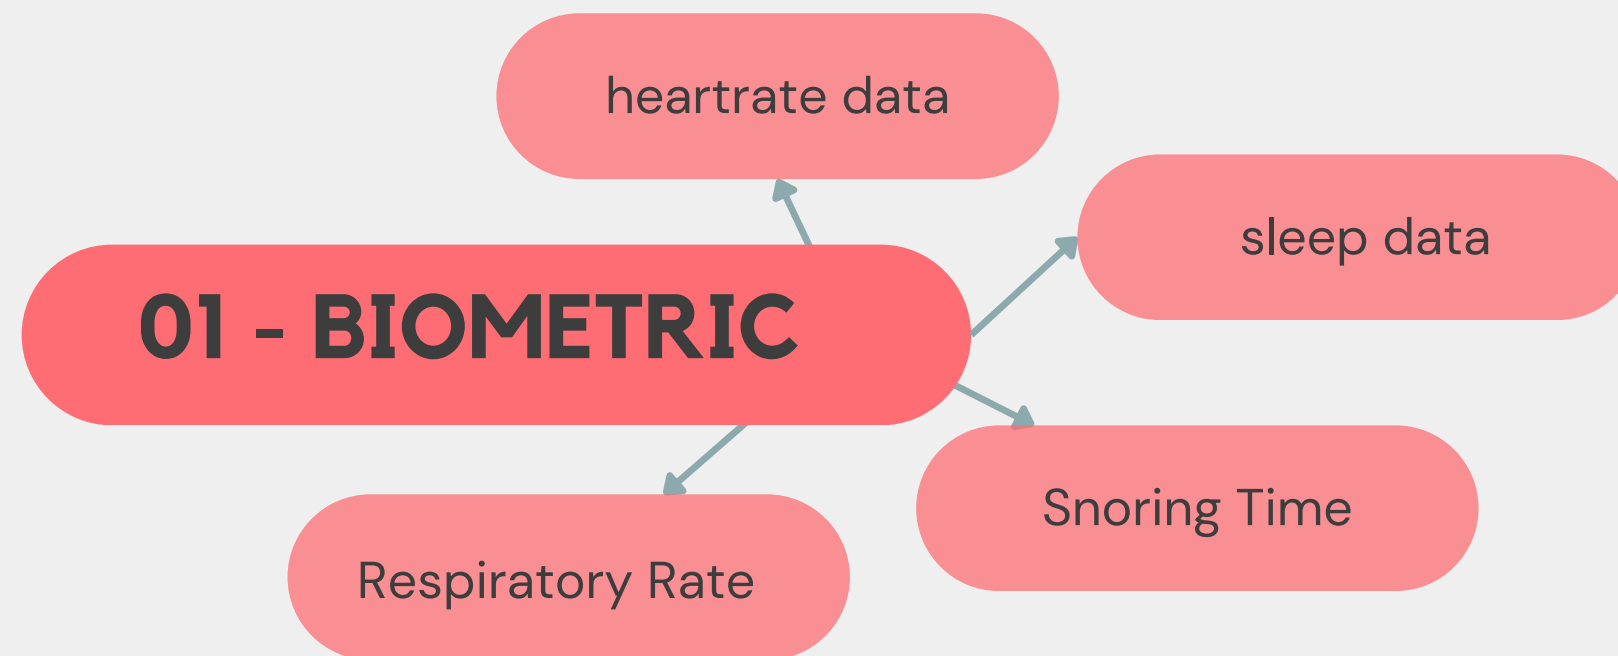 heartrate data
sleep data
01 - BIOMETRIC
Snoring Time
Respiratory Rate